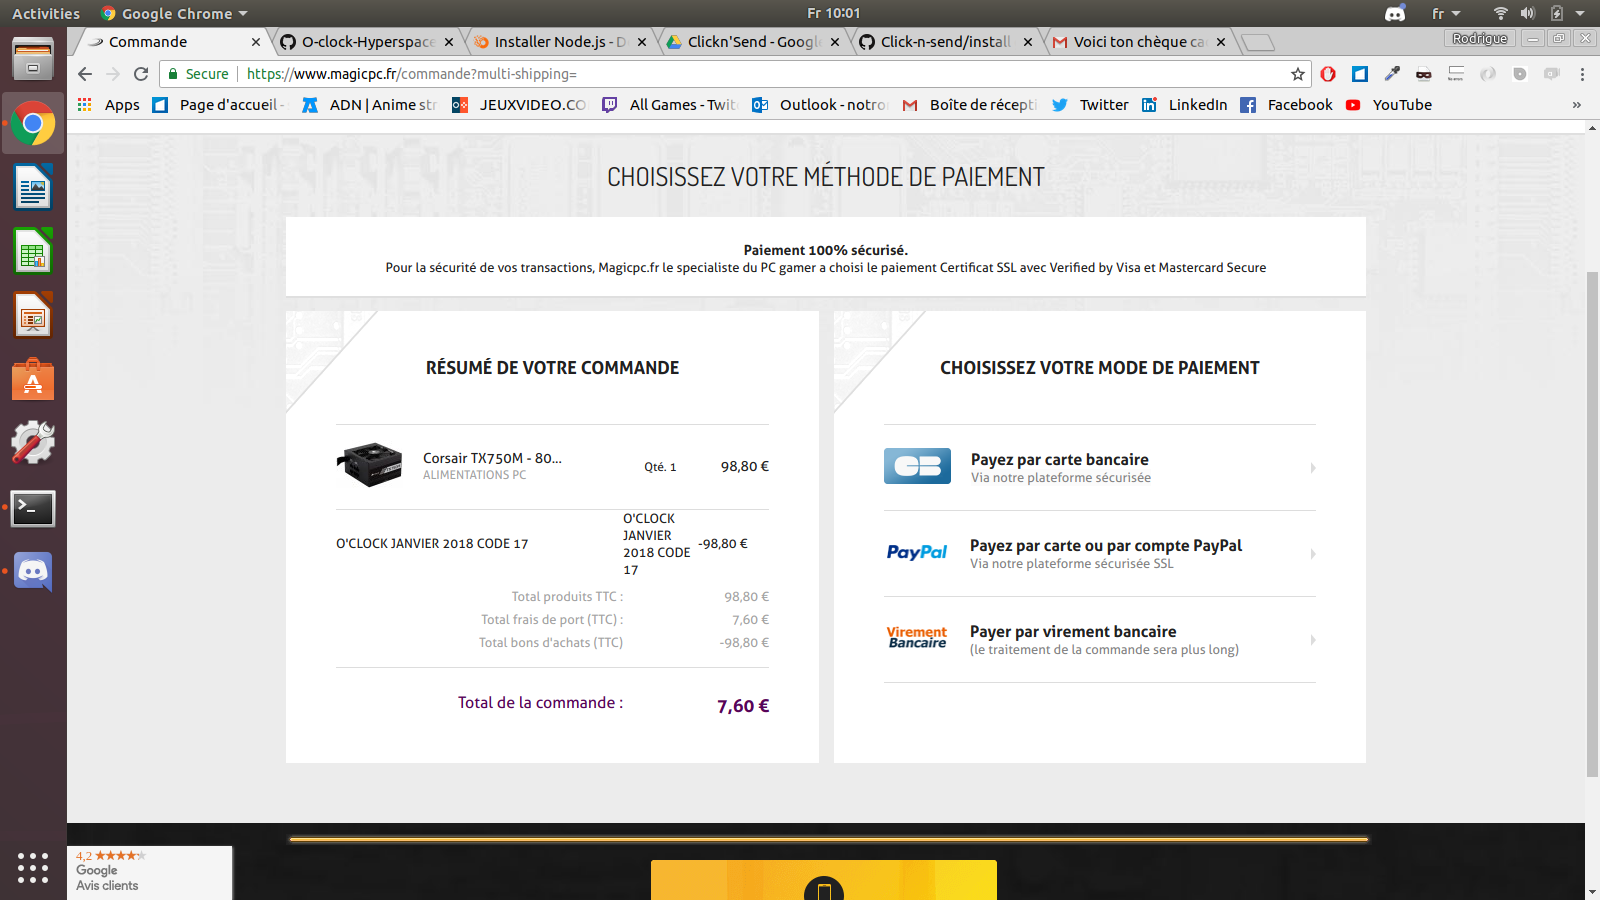 Activities
Google Chrome
Fr 10:01
fr
Commande
O-clock-Hyperspace
Installer Node.js - D
Clickn'Send - Google
Click-n-send/install
Voici ton chèque ca
Rodrigue
Secure
https://www.magicpc.fr/commande?multi-shipping=
Apps
Page d'accueil -
ADN | Anime str
JEUXVIDEO.CO
All Games - Twit
Outlook - notro
Boîte de récepti
Twitter
LinkedIn
Facebook
YouTube
»
CHOISISSEZ VOTRE MÉTHODE DE PAIEMENT
Paiement 100% sécurisé.
Pour la sécurité de vos transactions, Magicpc.fr le specialiste du PC gamer a choisi le paiement Certificat SSL avec Verified by Visa et Mastercard Secure
RÉSUMÉ DE VOTRE COMMANDE
Corsair TX750M - 80...
ALIMENTATIONS PC
Qté. 1
98,80 €
O'CLOCK JANVIER 2018 CODE 17
O'CLOCK
JANVIER
2018 CODE
17
-98,80 €
Total produits TTC :
98,80 €
Total frais de port (TTC) :
7,60 €
Total bons d'achats (TTC)
-98,80 €
Total de la commande :
7,60 €
CHOISISSEZ VOTRE MODE DE PAIEMENT
CB
Payez par carte bancaire
Via notre plateforme sécurisée
PayPal
Payez par carte ou par compte PayPal
Via notre plateforme sécurisée SSL
Virement
Bancaire
Payer par virement bancaire
(le traitement de la commande sera plus long)
4,2
Google
Avis clients